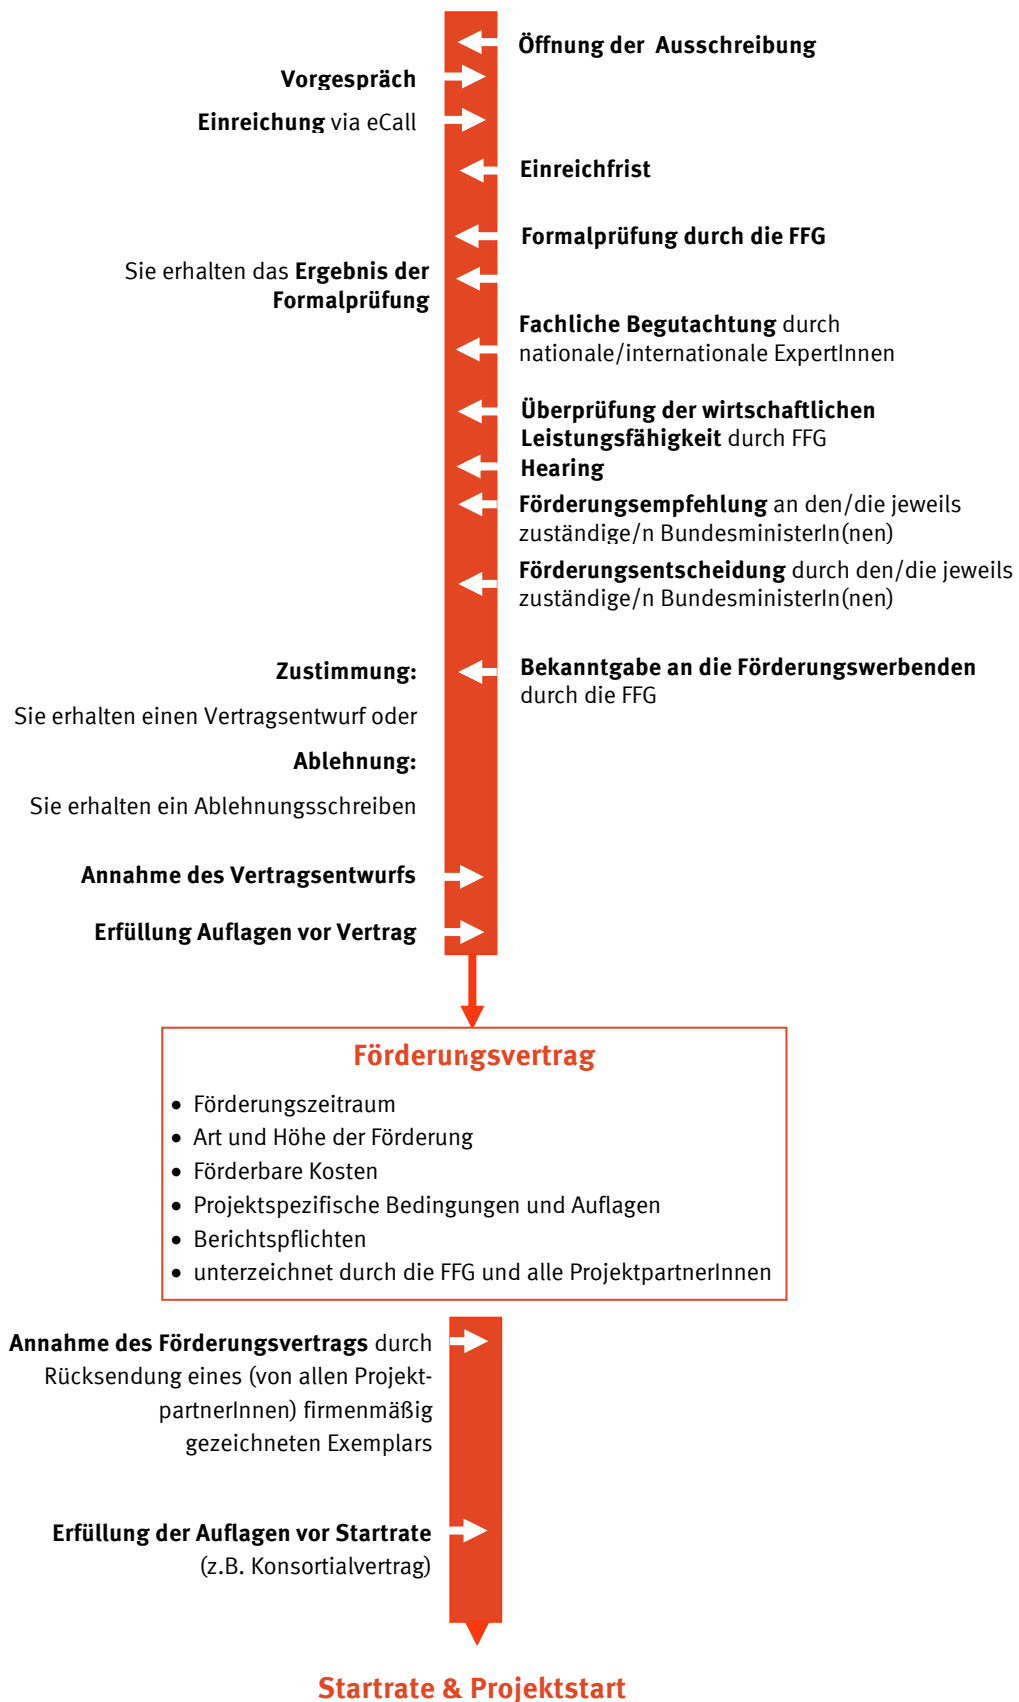 Öffnung der Ausschreibung
Vorgespräch
Einreichung via eCall
Einreichfrist
Formalprüfung durch die FFG
Sie erhalten das Ergebnis der
Formalprüfung
Fachliche Begutachtung durch
nationale/internationale ExpertInnen
Überprüfung der wirtschaftlichen
Leistungsfähigkeit durch FFG
Hearing
Förderungsempfehlung an den/die jeweils
zuständige/n BundesministerIn(nen)
Förderungsentscheidung durch den/die jeweils
zuständige/n BundesministerIn(nen)
Bekanntgabe an die Förderungswerbenden
durch die FFG
Zustimmung:
Sie erhalten einen Vertragsentwurf oder
Ablehnung:
Sie erhalten ein Ablehnungsschreiben
Annahme des Vertragsentwurfs
Erfüllung Auflagen vor Vertrag
Förderungsvertrag
• Förderungszeitraum
• Art und Höhe der Förderung
• Förderbare Kosten
• Projektspezifische Bedingungen und Auflagen
• Berichtspflichten
• unterzeichnet durch die FFG und alle ProjektpartnerInnen
Annahme des Förderungsvertrags durch
Rücksendung eines (von allen Projekt-
partnerInnen) firmenmäßig
gezeichneten Exemplars
Erfüllung der Auflagen vor Startrate
(z.B. Konsortialvertrag)
Startrate & Projektstart